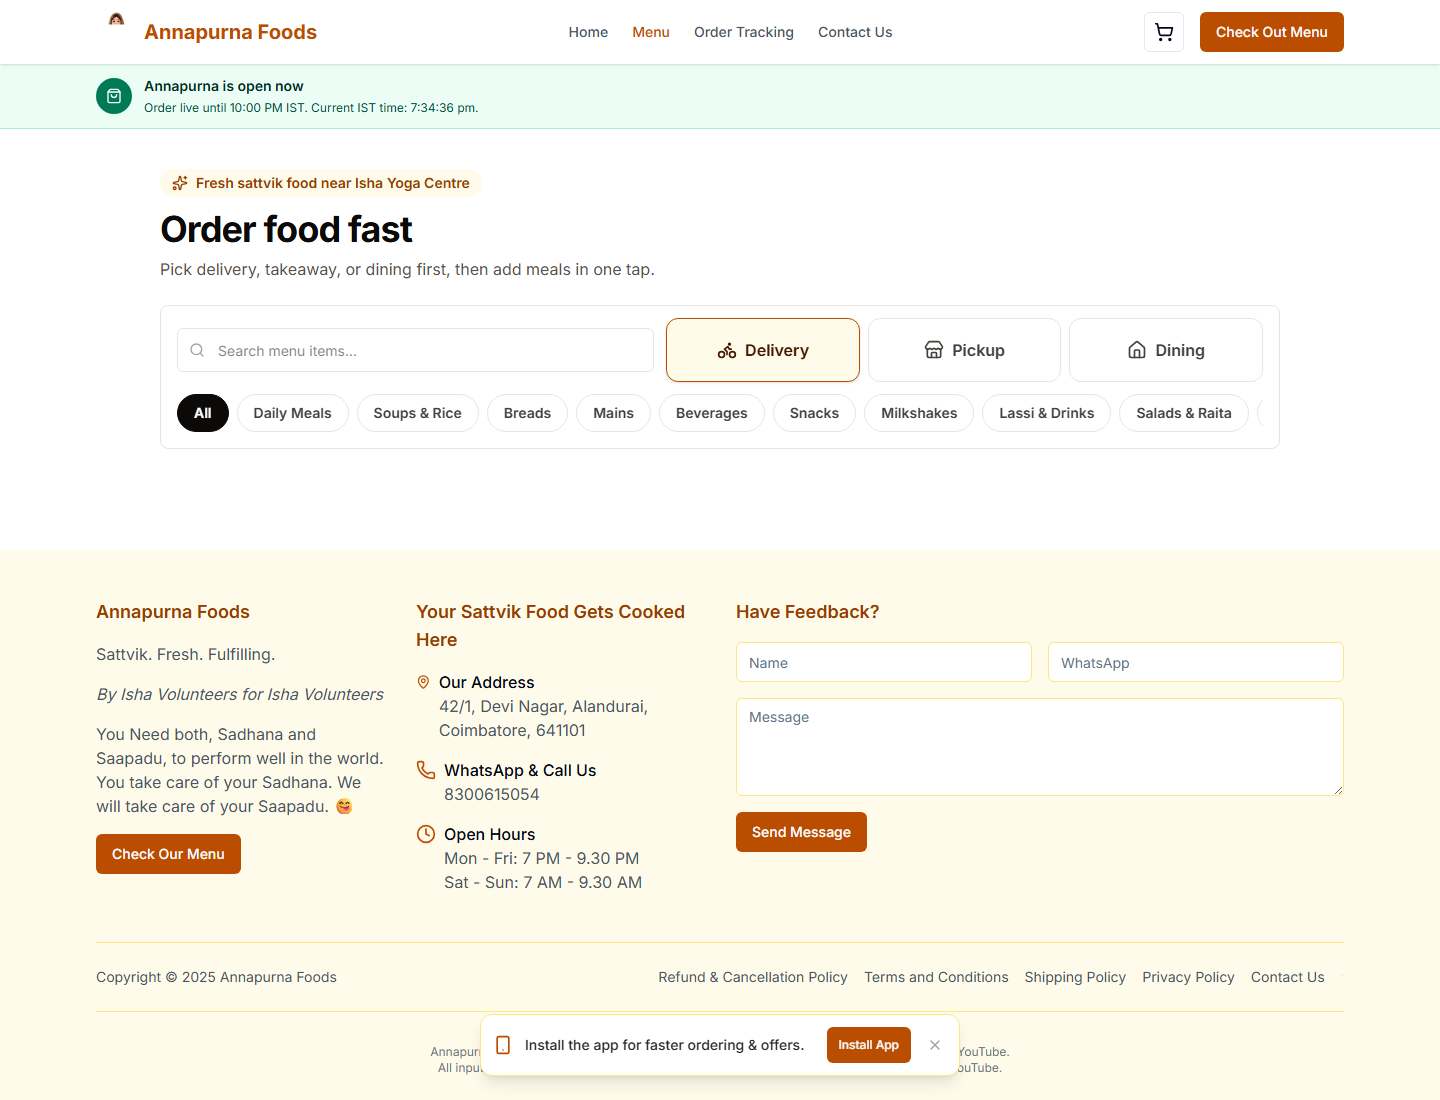 Annapurna Foods
Home Menu Order Tracking Contact Us
Check Out Menu
Annapurna is open now
Order live until 10:00 PM IST. Current IST time: 7:34:36 pm.
Fresh sattvik food near Isha Yoga Centre
Order food fast
Pick delivery, takeaway, or dining first, then add meals in one tap.
Search menu items...
Delivery
Pickup
Dining
All
Daily Meals
Soups & Rice
Breads
Mains
Beverages
Snacks
Milkshakes
Lassi & Drinks
Salads & Raita
Annapurna Foods
Sattvik. Fresh. Fulfilling.
By Isha Volunteers for Isha Volunteers
You Need both, Sadhana and
Saapadu, to perform well in the world.
You take care of your Sadhana. We
will take care of your Saapadu. 😋
Check Our Menu
Your Sattvik Food Gets Cooked
Here
Our Address
42/1, Devi Nagar, Alandurai,
Coimbatore, 641101
WhatsApp & Call Us
8300615054
Open Hours
Mon - Fri: 7 PM - 9.30 PM
Sat - Sun: 7 AM - 9.30 AM
Have Feedback?
Name
WhatsApp
Message
Send Message
Copyright © 2025 Annapurna Foods
Refund & Cancellation Policy
Terms and Conditions
Shipping Policy
Privacy Policy
Contact Us
Install the app for faster ordering & offers.
Install App
YouTube.
All